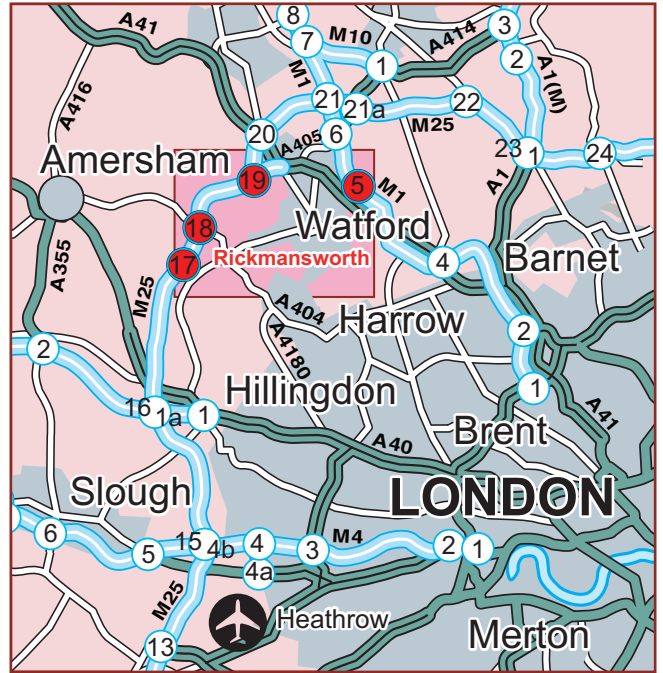 A41
8
7
M10
A414
3
2
A1(M)
1
M1
A416
21
21a
22
M25
20
A405
6
23
1
24
Amersham
19
5
M1
A1
18
Watford
17
Rickmansworth
4
Barnet
A355
M25
A404
Harrow
2
2
A4180
1
16
1a
1
Hillingdon
A41
Brent
A40
Slough
LONDON
6
5
15
4b
4
3
M4
2
1
4a
M25
Heathrow
13
Merton